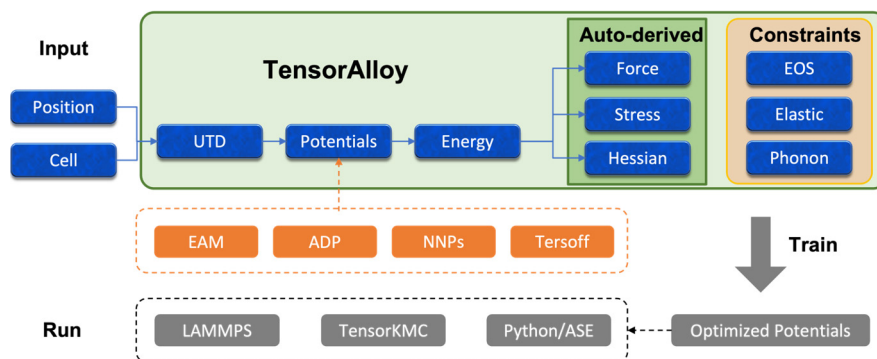 Input
TensorAlloy
Auto-derived
Constraints
Position
Cell
UTD
Potentials
Energy
Force
Stress
Hessian
EOS
Elastic
Phonon
EAM
ADP
NNPs
Tersoff
Train
Run
LAMMPS
TensorKMC
Python/ASE
Optimized Potentials